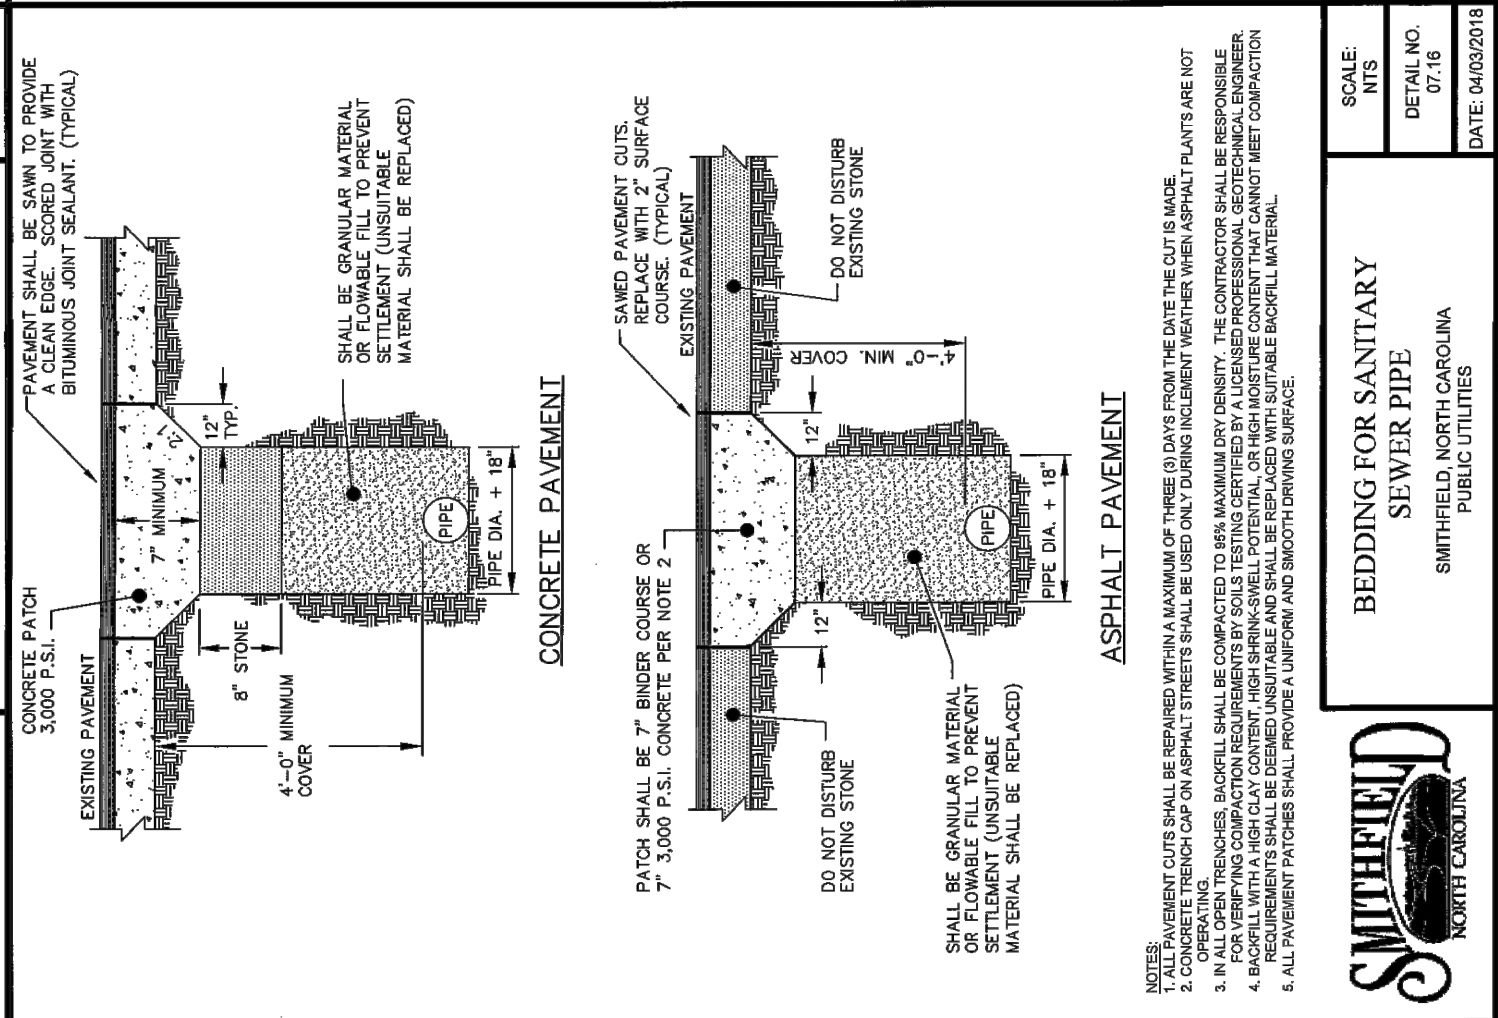 PAVEMENT SHALL BE SAWN TO PROVIDE
A CLEAN EDGE. SCORED JOINT WITH
BITUMINOUS JOINT SEALANT. (TYPICAL)
CONCRETE PATCH
3,000 P.S.I.
EXISTING PAVEMENT
7" MINIMUM
2:1
12"
TYP.
8" STONE
4'-0" MINIMUM
COVER
SHALL BE GRANULAR MATERIAL
OR FLOWABLE FILL TO PREVENT
SETTLEMENT (UNSUITABLE
MATERIAL SHALL BE REPLACED)
PIPE
PIPE DIA. + 18"
CONCRETE PAVEMENT
SAWED PAVEMENT CUTS.
REPLACE WITH 2" SURFACE
COURSE. (TYPICAL)
EXISTING PAVEMENT
PATCH SHALL BE 7" BINDER COURSE OR
7" 3,000 P.S.I. CONCRETE PER NOTE 2
4'-0" MIN. COVER
12"
12"
DO NOT DISTURB
EXISTING STONE
DO NOT DISTURB
EXISTING STONE
SHALL BE GRANULAR MATERIAL
OR FLOWABLE FILL TO PREVENT
SETTLEMENT (UNSUITABLE
MATERIAL SHALL BE REPLACED)
PIPE
PIPE DIA. + 18"
ASPHALT PAVEMENT
NOTES:
1. ALL PAVEMENT CUTS SHALL BE REPAIRED WITHIN A MAXIMUM OF THREE (3) DAYS FROM THE DATE THE CUT IS MADE.
2. CONCRETE TRENCH CAP ON ASPHALT STREETS SHALL BE USED ONLY DURING INCLEMENT WEATHER WHEN ASPHALT PLANTS ARE NOT
OPERATING.
3. IN ALL OPEN TRENCHES, BACKFILL SHALL BE COMPACTED TO 95% MAXIMUM DRY DENSITY. THE CONTRACTOR SHALL BE RESPONSIBLE
FOR VERIFYING COMPACTION REQUIREMENTS BY SOILS TESTING CERTIFIED BY A LICENSED PROFESSIONAL GEOTECHNICAL ENGINEER.
4. BACKFILL WITH A HIGH CLAY CONTENT, HIGH SHRINK-SWELL POTENTIAL, OR HIGH MOISTURE CONTENT THAT CANNOT MEET COMPACTION
REQUIREMENTS SHALL BE DEEMED UNSUITABLE AND SHALL BE REPLACED WITH SUITABLE BACKFILL MATERIAL.
5. ALL PAVEMENT PATCHES SHALL PROVIDE A UNIFORM AND SMOOTH DRIVING SURFACE.
SMITHFIELD
NORTH CAROLINA
BEDDING FOR SANITARY
SEWER PIPE
SMITHFIELD, NORTH CAROLINA
PUBLIC UTILITIES
SCALE:
NTS
DETAIL NO.
07.16
DATE: 04/03/2018